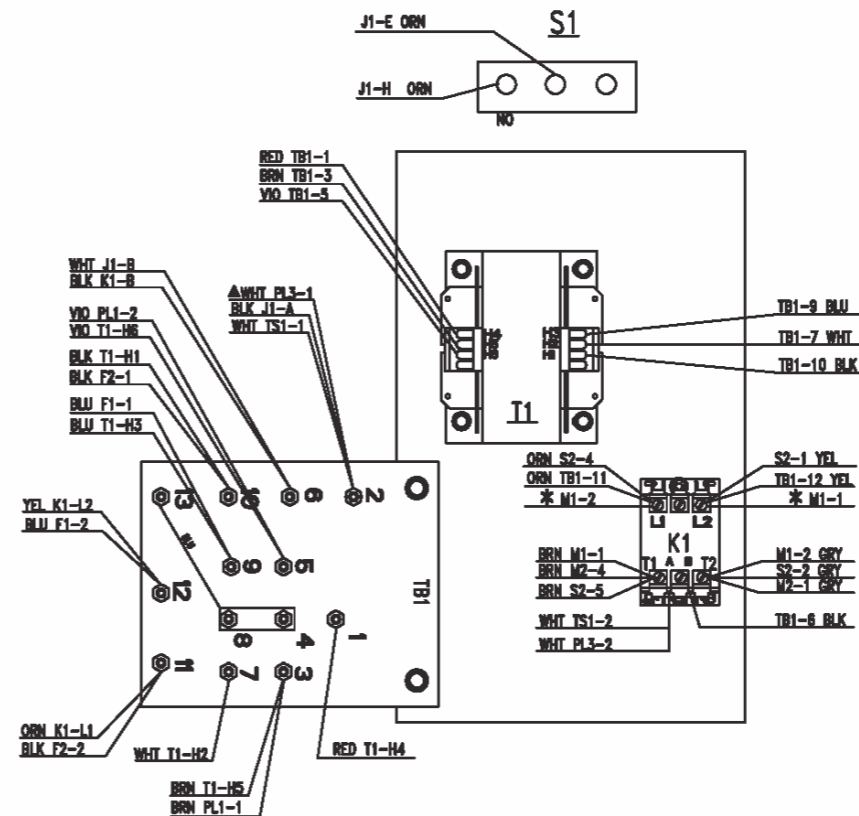 S1
J1-E ORN
J1-H ORN
NO
RED TB1-1
BRN TB1-3
VIO TB1-5
WHT J1-B
BLK K1-B
VIO PL1-2
VIO T1-H6
BLK T1-H1
BLK F2-1
BLU F1-1
BLU T1-H3
▲WHT PL3-1
BLK J1-A
WHT TS1-1
H4
H3
TB1-9 BLU
TB1-7 WHT
TB1-10 BLK
T1
ORN S2-4
ORN TB1-11
* M1-2
S2-1 YEL
TB1-12 YEL
* M1-1
L1
L2
K1
T1 A B T2
BRN M1-1
BRN M2-4
BRN S2-5
M1-2 GRY
S2-2 GRY
M2-1 GRY
WHT TS1-2
WHT PL3-2
TB1-6 BLK
YEL K1-L2
BLU F1-2
13
10
6
2
9
5
12
8
4
1
TB1
11
7
3
ORN K1-L1
BLK F2-2
WHT T1-H2
RED T1-H4
BRN T1-H5
BRN PL1-1